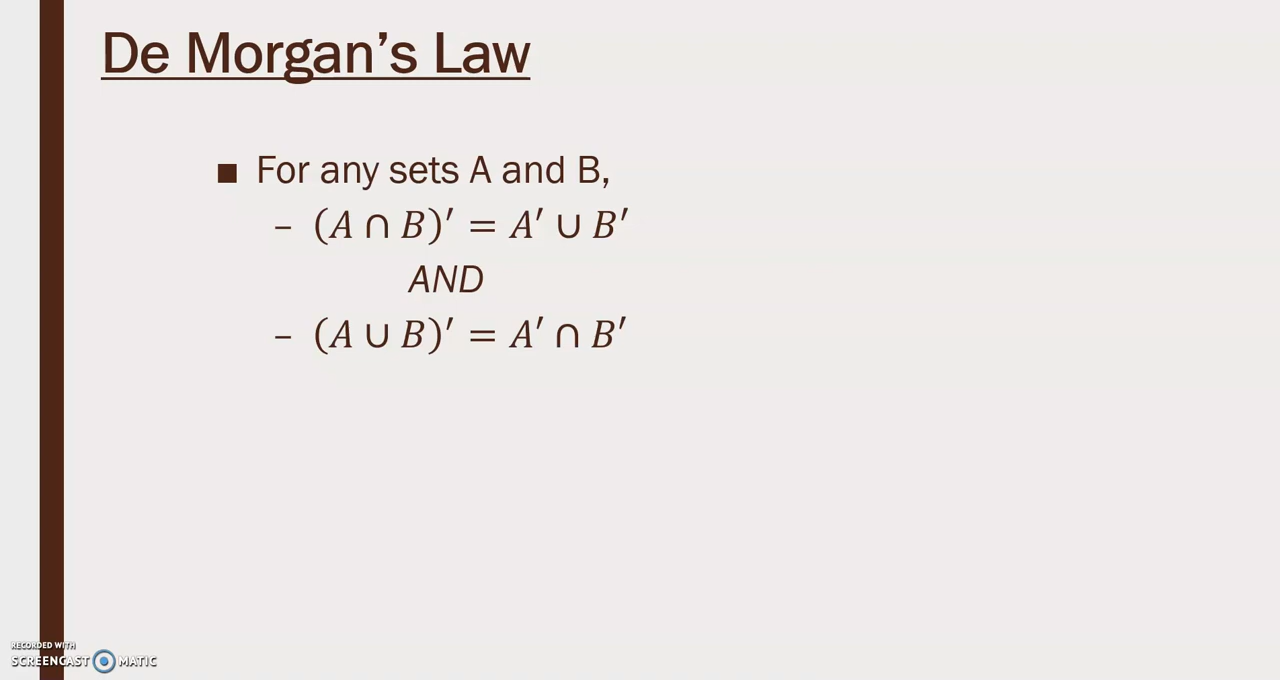 De Morgan's Law
■ For any sets A and B,
– (A ∩ B)′ = A′ ∪ B′
AND
– (A ∪ B)′ = A′ ∩ B′
RECORDED WITH
SCREENCAST MATIC